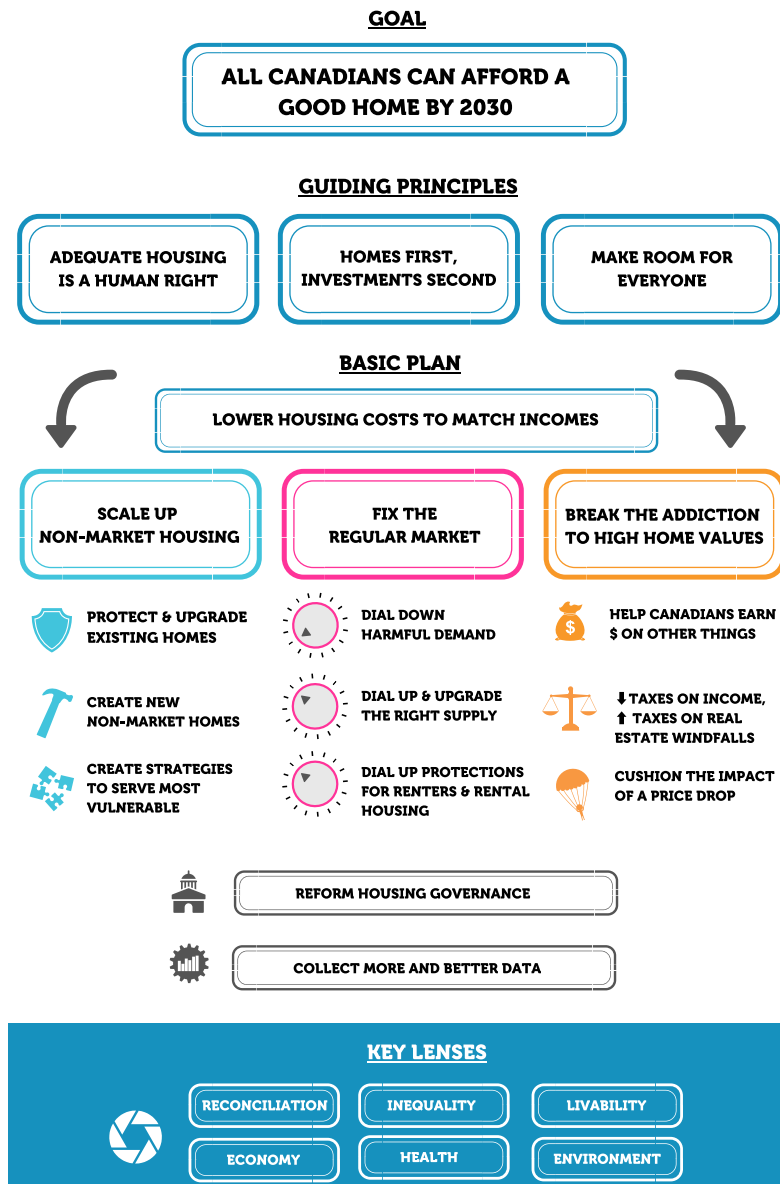 GOAL
ALL CANADIANS CAN AFFORD A
GOOD HOME BY 2030
GUIDING PRINCIPLES
ADEQUATE HOUSING
IS A HUMAN RIGHT
HOMES FIRST,
INVESTMENTS SECOND
MAKE ROOM FOR
EVERYONE
BASIC PLAN
LOWER HOUSING COSTS TO MATCH INCOMES
SCALE UP
NON-MARKET HOUSING
PROTECT & UPGRADE
EXISTING HOMES
CREATE NEW
NON-MARKET HOMES
CREATE STRATEGIES
TO SERVE MOST
VULNERABLE
FIX THE
REGULAR MARKET
DIAL DOWN
HARMFUL DEMAND
DIAL UP & UPGRADE
THE RIGHT SUPPLY
DIAL UP PROTECTIONS
FOR RENTERS & RENTAL
HOUSING
BREAK THE ADDICTION
TO HIGH HOME VALUES
$
HELP CANADIANS EARN
$ ON OTHER THINGS
⬇ TAXES ON INCOME,
⬆ TAXES ON REAL
ESTATE WINDFALLS
CUSHION THE IMPACT
OF A PRICE DROP
REFORM HOUSING GOVERNANCE
COLLECT MORE AND BETTER DATA
KEY LENSES
RECONCILIATION
INEQUALITY
LIVABILITY
ECONOMY
HEALTH
ENVIRONMENT